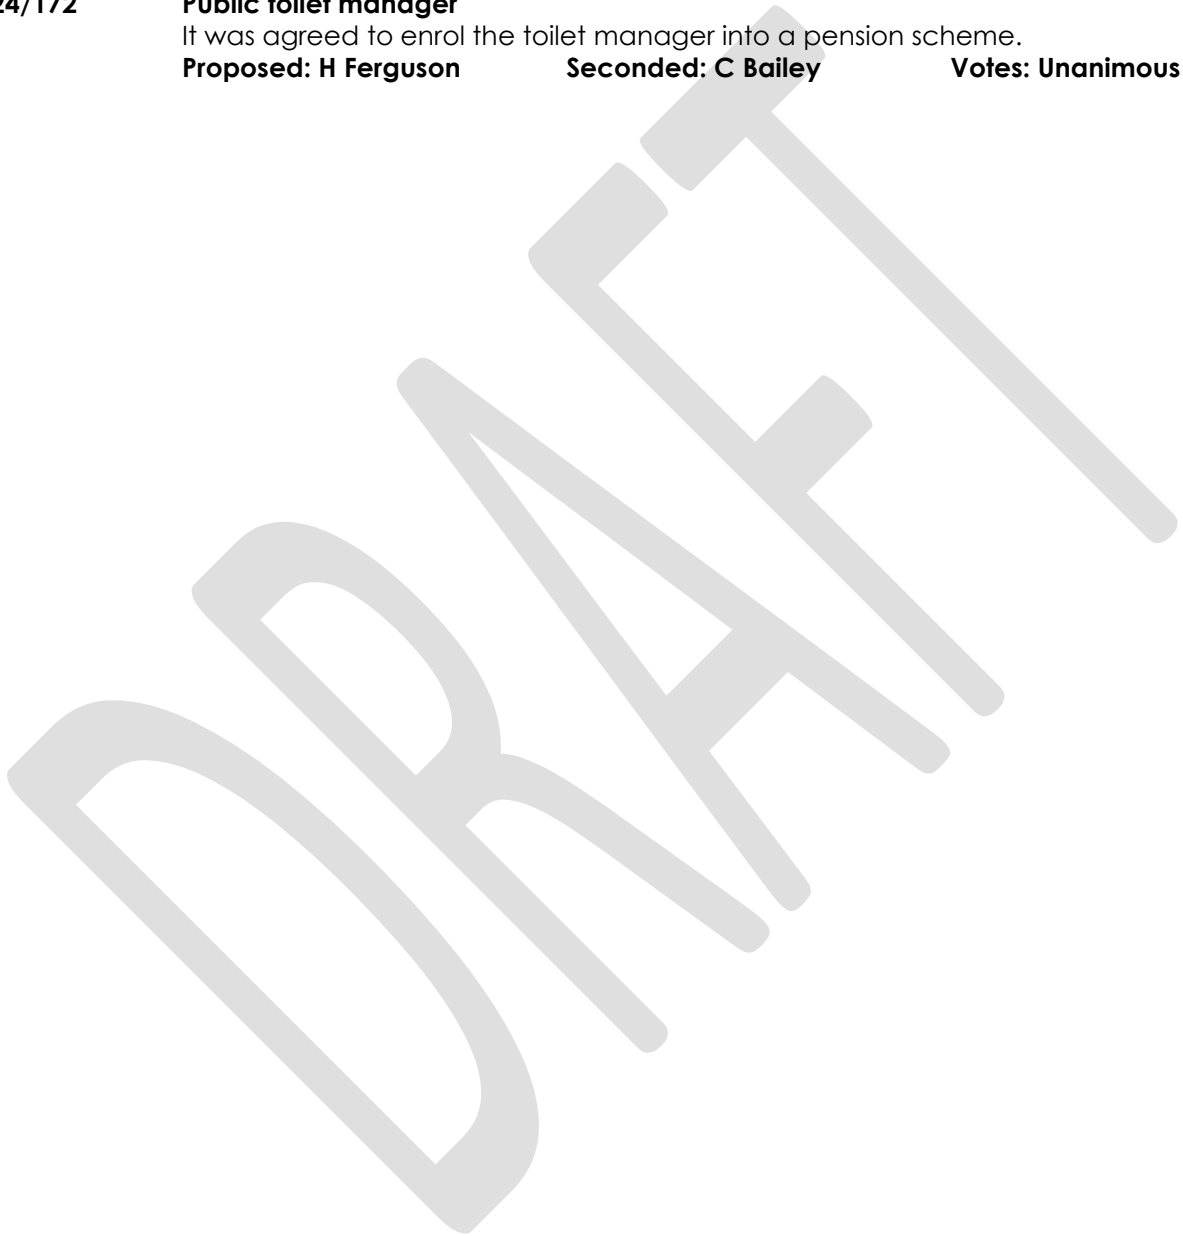 24/172 Public toilet manager
It was agreed to enrol the toilet manager into a pension scheme.
Proposed: H Ferguson Seconded: C Bailey Votes: Unanimous
DRAFT